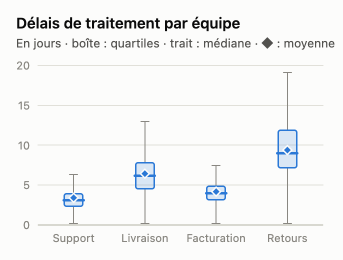 Délais de traitement par équipe
En jours · boîte : quartiles · trait : médiane · ◆ : moyenne
20
15
10
5
0
Support Livraison Facturation Retours